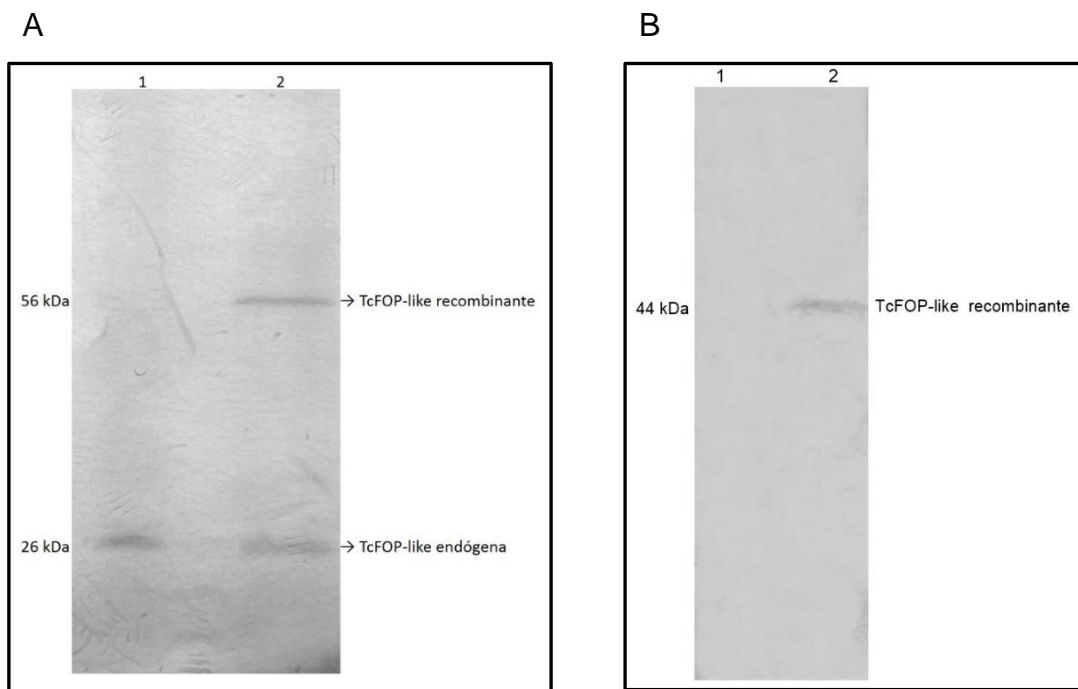 A
1 2
56 kDa → TcFOP-like recombinante
26 kDa → TcFOP-like endógena
B
1 2
44 kDa TcFOP-like recombinante